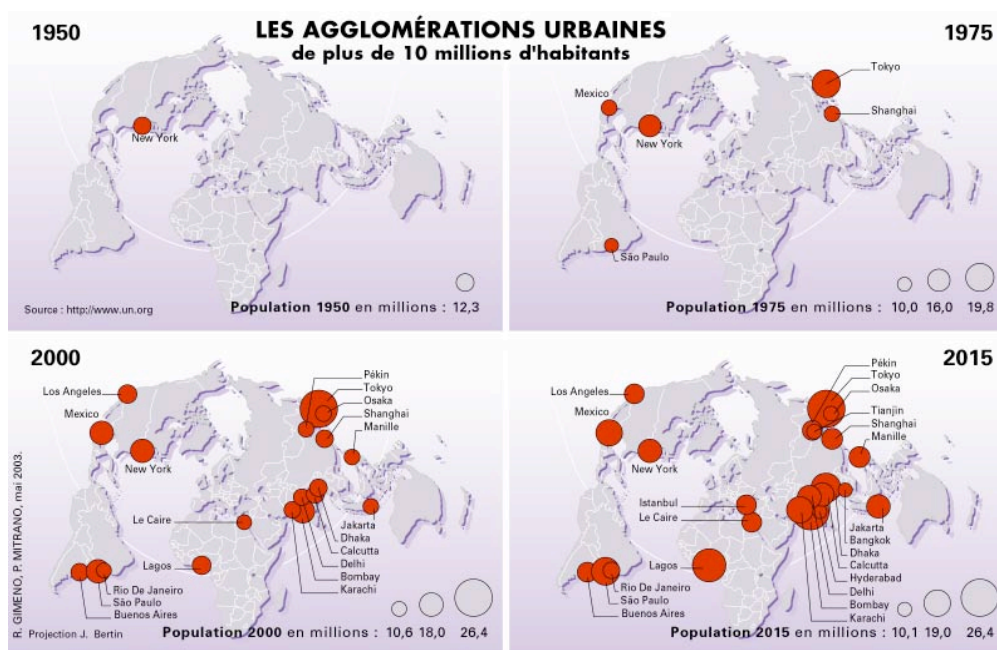 LES AGGLOMÉRATIONS URBAINES
de plus de 10 millions d'habitants
1950
New York
Source : http://www.un.org
Population 1950 en millions : 12,3
1975
Tokyo
Mexico
Shanghai
New York
São Paulo
Population 1975 en millions : 10,0 16,0 19,8
2000
Pékin
Los Angeles
Tokyo
Osaka
Mexico
Shanghai
Manille
New York
Le Caire
Jakarta
Dhaka
Calcutta
Lagos
Delhi
Bombay
Karachi
Rio De Janeiro
São Paulo
Buenos Aires
R. GIMENO, P. MITRANO, mai 2003.
Projection J. Bertin
Population 2000 en millions : 10,6 18,0 26,4
2015
Pékin
Tokyo
Los Angeles
Osaka
Mexico
Tianjin
Shanghai
Manille
New York
Istanbul
Le Caire
Jakarta
Bangkok
Dhaka
Lagos
Calcutta
Hyderabad
Delhi
Rio De Janeiro
São Paulo
Bombay
Buenos Aires
Karachi
Population 2015 en millions : 10,1 19,0 26,4